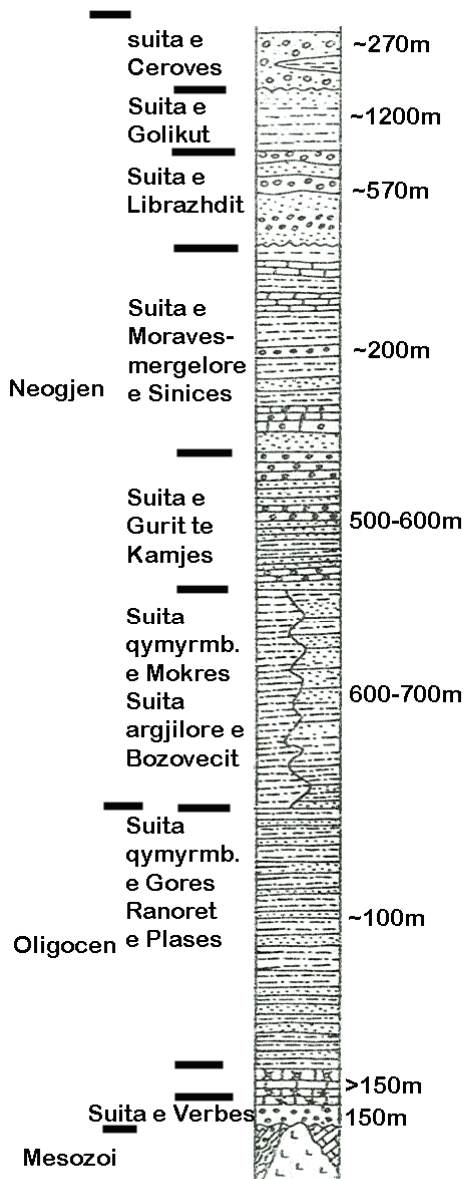 suita e
Ceroves
~270m
Suita e
Golikut
~1200m
Suita e
Librazhdit
~570m
Suita e
Moraves-
mergelore
e Sinices
~200m
Neogjen
Suita e
Gurit te
Kamjes
500-600m
Suita
qymyrmb.
e Mokres
Suita
argjilore e
Bozovecit
600-700m
Suita
qymyrmb.
e Gores
Ranoret
e Plases
~100m
Oligocen
>150m
Suita e Verbes
150m
Mesozoi